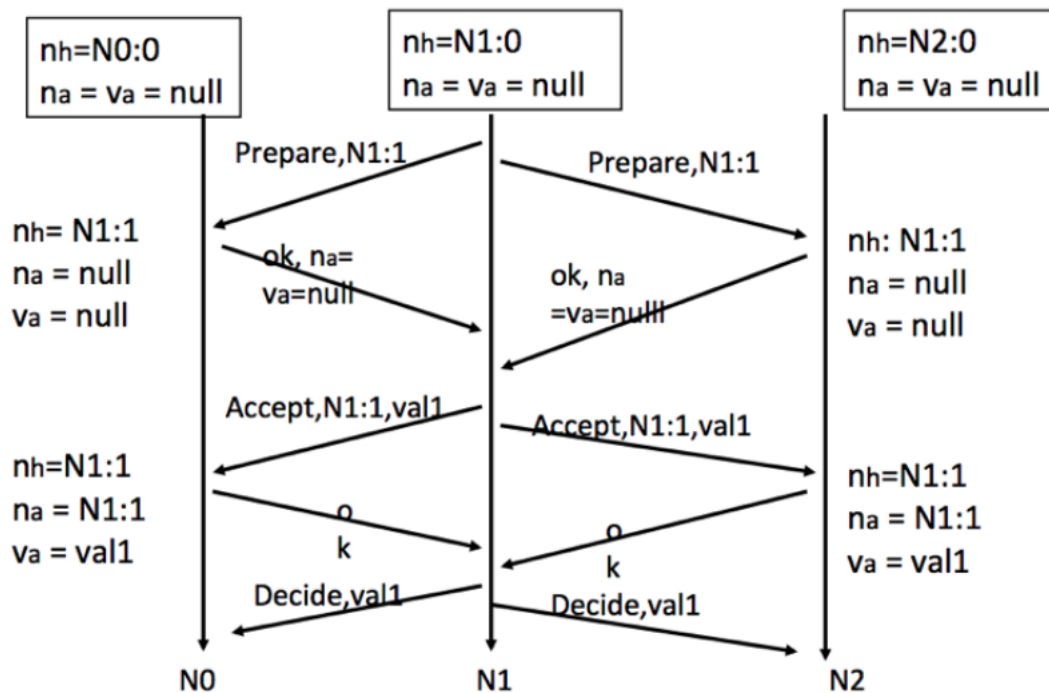 nh=N0:0
na = va = null
nh=N1:0
na = va = null
nh=N2:0
na = va = null
Prepare,N1:1
Prepare,N1:1
nh= N1:1
na = null
va = null
ok, na=
va=null
ok, na
=va=nulll
nh: N1:1
na = null
va = null
Accept,N1:1,val1
Accept,N1:1,val1
nh=N1:1
na = N1:1
va = val1
o
k
o
k
nh=N1:1
na = N1:1
va = val1
Decide,val1
Decide,val1
N0
N1
N2